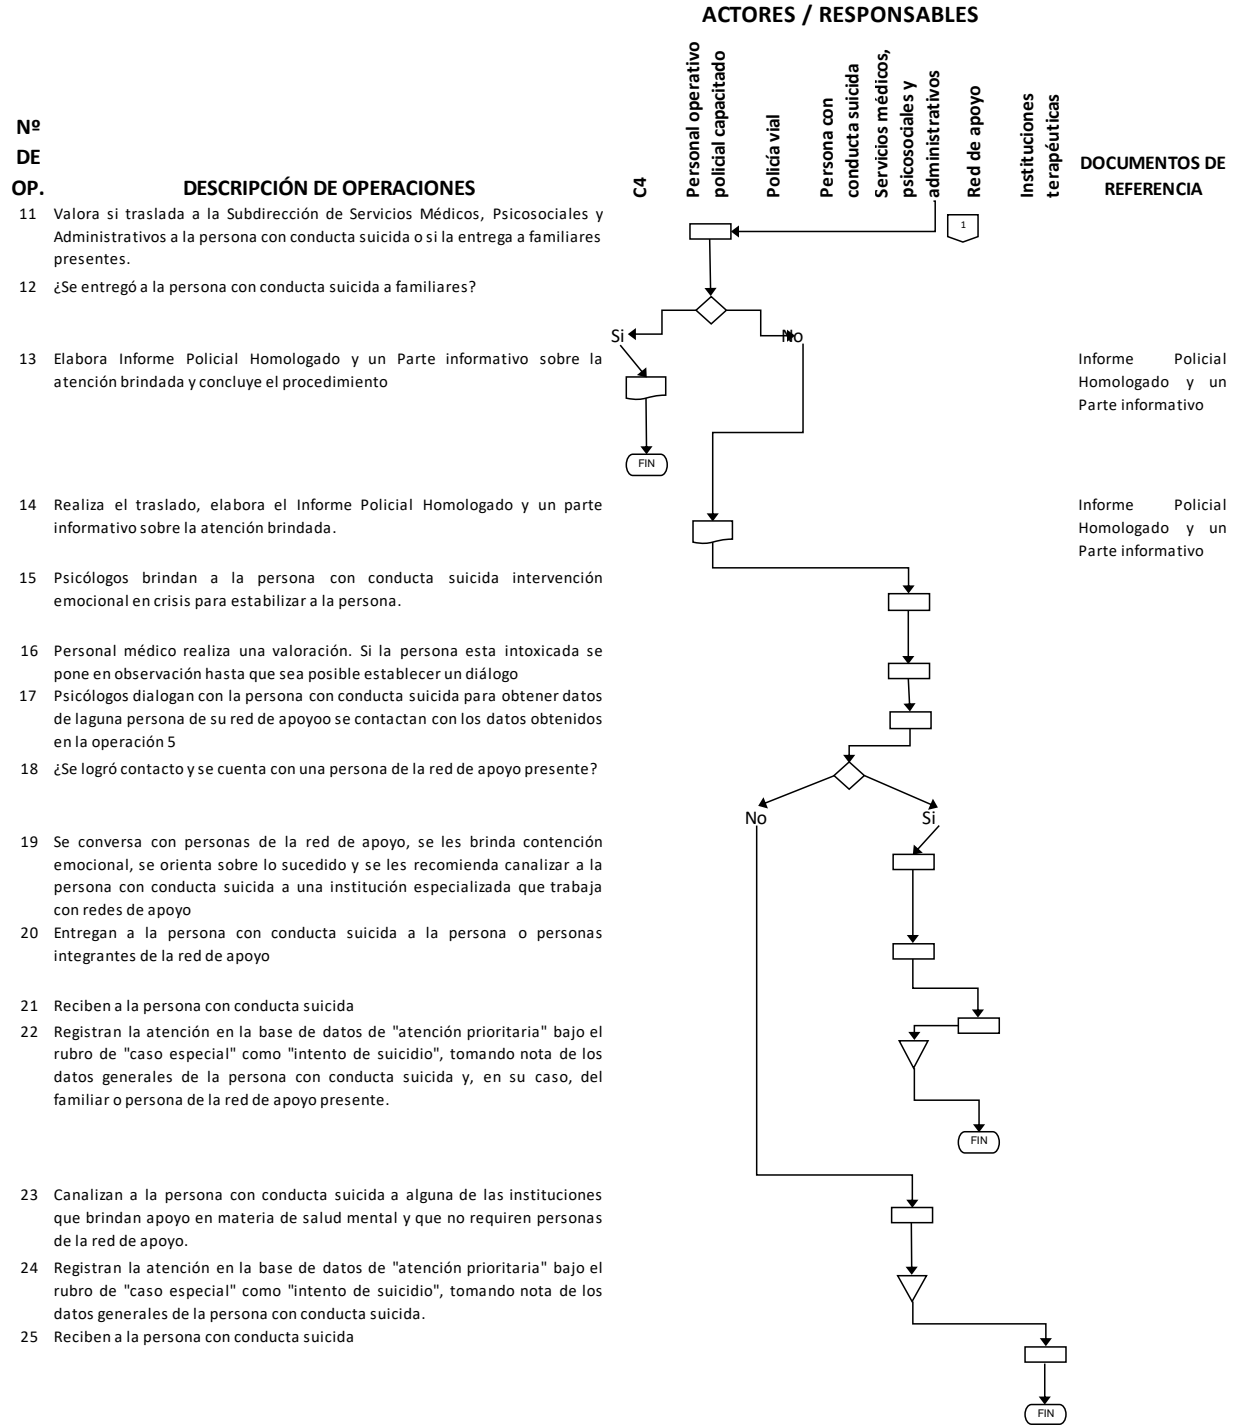 ACTORES / RESPONSABLES
Nº
DE
OP.
DESCRIPCIÓN DE OPERACIONES
C4
Personal operativo
policial capacitado
Policía vial
Persona con
conducta suicida
Servicios médicos,
psicosociales y
administrativos
Red de apoyo
Instituciones
terapéuticas
DOCUMENTOS DE
REFERENCIA
11 Valora si traslada a la Subdirección de Servicios Médicos, Psicosociales y
Administrativos a la persona con conducta suicida o si la entrega a familiares
presentes.
1
12 ¿Se entregó a la persona con conducta suicida a familiares?
Si
No
13 Elabora Informe Policial Homologado y un Parte informativo sobre la
atención brindada y concluye el procedimiento
Informe Policial
Homologado y un
Parte informativo
FIN
14 Realiza el traslado, elabora el Informe Policial Homologado y un parte
informativo sobre la atención brindada.
Informe Policial
Homologado y un
Parte informativo
15 Psicólogos brindan a la persona con conducta suicida intervención
emocional en crisis para estabilizar a la persona.
16 Personal médico realiza una valoración. Si la persona esta intoxicada se
pone en observación hasta que sea posible establecer un diálogo
17 Psicólogos dialogan con la persona con conducta suicida para obtener datos
de laguna persona de su red de apoyoo se contactan con los datos obtenidos
en la operación 5
18 ¿Se logró contacto y se cuenta con una persona de la red de apoyo presente?
No
Si
19 Se conversa con personas de la red de apoyo, se les brinda contención
emocional, se orienta sobre lo sucedido y se les recomienda canalizar a la
persona con conducta suicida a una institución especializada que trabaja
con redes de apoyo
20 Entregan a la persona con conducta suicida a la persona o personas
integrantes de la red de apoyo
21 Reciben a la persona con conducta suicida
22 Registran la atención en la base de datos de "atención prioritaria" bajo el
rubro de "caso especial" como "intento de suicidio", tomando nota de los
datos generales de la persona con conducta suicida y, en su caso, del
familiar o persona de la red de apoyo presente.
FIN
23 Canalizan a la persona con conducta suicida a alguna de las instituciones
que brindan apoyo en materia de salud mental y que no requiren personas
de la red de apoyo.
24 Registran la atención en la base de datos de "atención prioritaria" bajo el
rubro de "caso especial" como "intento de suicidio", tomando nota de los
datos generales de la persona con conducta suicida.
25 Reciben a la persona con conducta suicida
FIN